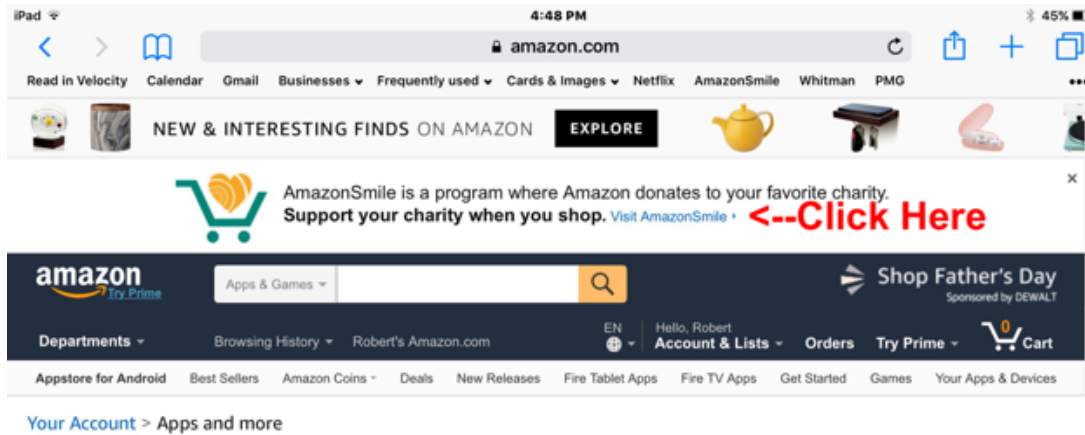 iPad 4:48 PM 45%
amazon.com
Read in Velocity Calendar Gmail Businesses Frequently used Cards & Images Netflix AmazonSmile Whitman PMG •••
NEW & INTERESTING FINDS ON AMAZON EXPLORE
AmazonSmile is a program where Amazon donates to your favorite charity.
Support your charity when you shop. Visit AmazonSmile <--Click Here
amazon Try Prime Apps & Games Shop Father's Day
Sponsored by DEWALT
Departments Browsing History Robert's Amazon.com EN Hello, Robert Account & Lists Orders Try Prime 0 Cart
Appstore for Android Best Sellers Amazon Coins Deals New Releases Fire Tablet Apps Fire TV Apps Get Started Games Your Apps & Devices
Your Account > Apps and more